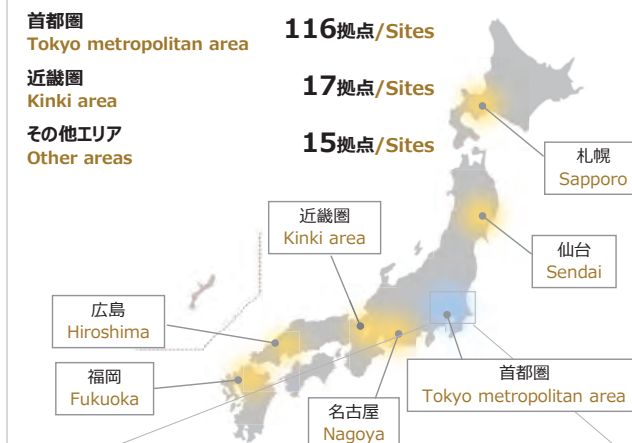 首都圏 116拠点/Sites
Tokyo metropolitan area
近畿圏 17拠点/Sites
Kinki area
その他エリア 15拠点/Sites
Other areas
札幌
Sapporo
近畿圏
Kinki area
仙台
Sendai
広島
Hiroshima
福岡
Fukuoka
首都圏
Tokyo metropolitan area
名古屋
Nagoya